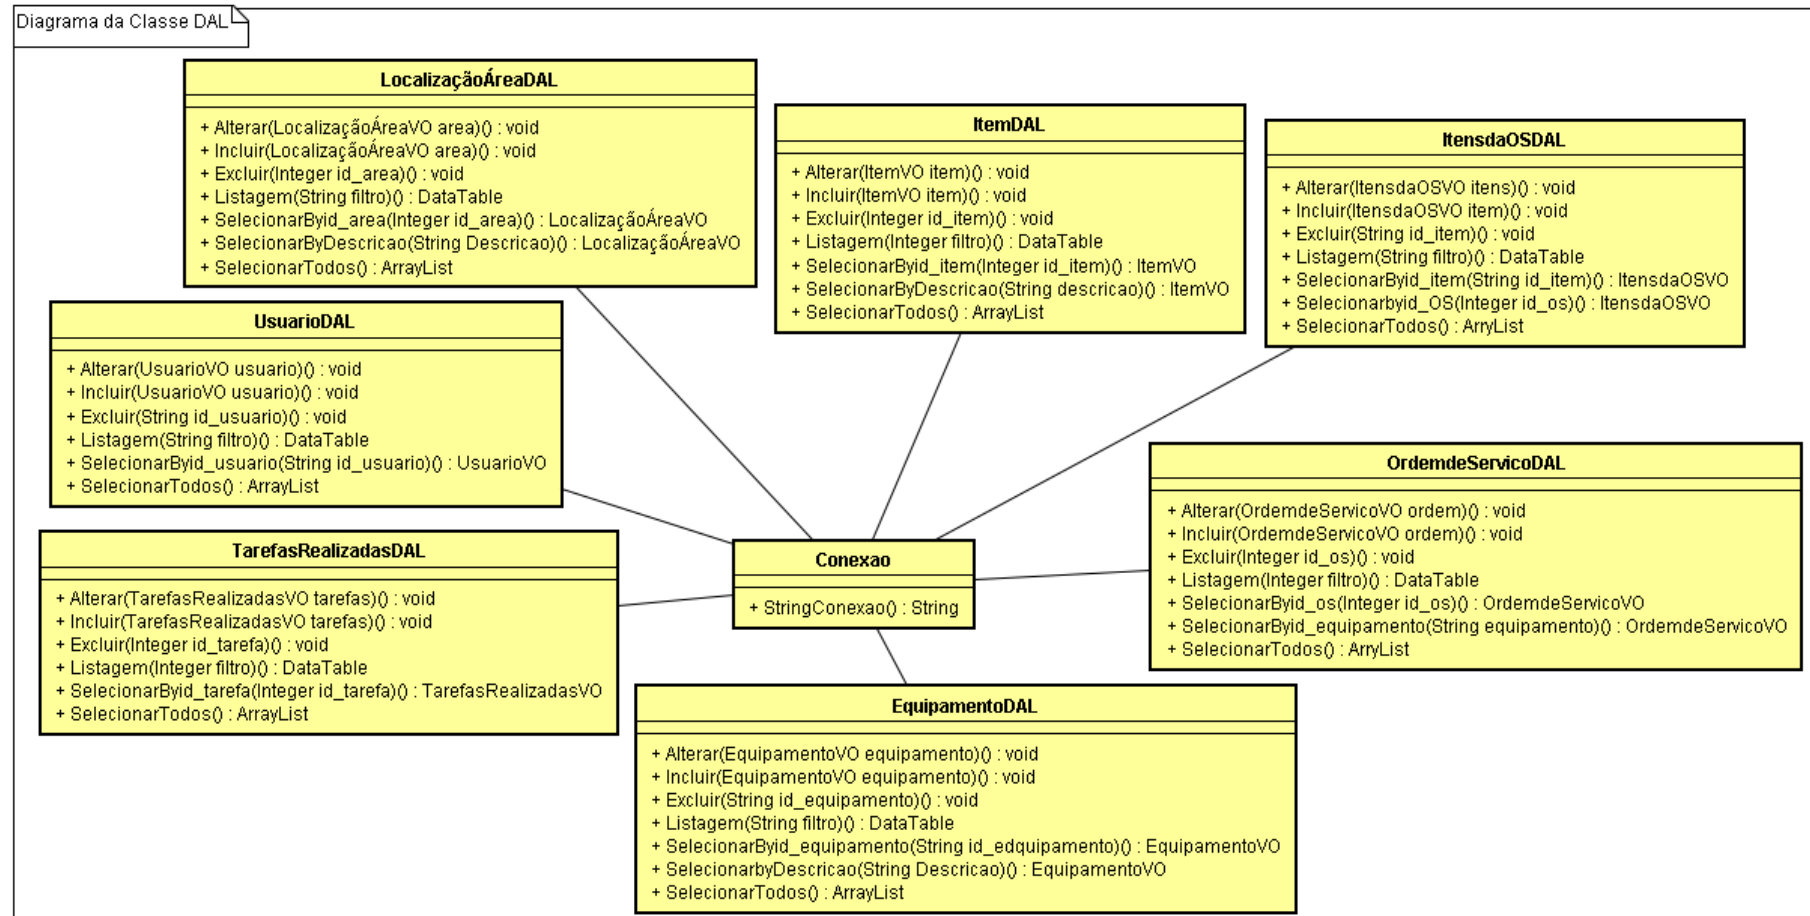 Diagrama da Classe DAL
LocalizaçãoÁreaDAL
+ Alterar(LocalizaçãoÁreaVO area)() : void
+ Incluir(LocalizaçãoÁreaVO area)() : void
+ Excluir(Integer id_area)() : void
+ Listagem(String filtro)() : DataTable
+ SelecionarByid_area(Integer id_area)() : LocalizaçãoÁreaVO
+ SelecionarByDescricao(String Descricao)() : LocalizaçãoÁreaVO
+ SelecionarTodos() : ArrayList
ItemDAL
+ Alterar(ItemVO item)() : void
+ Incluir(ItemVO item)() : void
+ Excluir(Integer id_item)() : void
+ Listagem(Integer filtro)() : DataTable
+ SelecionarByid_item(Integer id_item)() : ItemVO
+ SelecionarByDescricao(String descricao)() : ItemVO
+ SelecionarTodos() : ArrayList
ItensdaOSDAL
+ Alterar(ItensdaOSVO itens)() : void
+ Incluir(ItensdaOSVO item)() : void
+ Excluir(String id_item)() : void
+ Listagem(String filtro)() : DataTable
+ SelecionarByid_item(String id_item)() : ItensdaOSVO
+ Selecionarbyid_OS(Integer id_os)() : ItensdaOSVO
+ SelecionarTodos() : ArryList
UsuarioDAL
+ Alterar(UsuarioVO usuario)() : void
+ Incluir(UsuarioVO usuario)() : void
+ Excluir(String id_usuario)() : void
+ Listagem(String filtro)() : DataTable
+ SelecionarByid_usuario(String id_usuario)() : UsuarioVO
+ SelecionarTodos() : ArrayList
OrdemdeServicoDAL
+ Alterar(OrdemdeServicoVO ordem)() : void
+ Incluir(OrdemdeServicoVO ordem)() : void
+ Excluir(Integer id_os)() : void
+ Listagem(Integer filtro)() : DataTable
+ SelecionarByid_os(Integer id_os)() : OrdemdeServicoVO
+ SelecionarByid_equipamento(String equipamento)() : OrdemdeServicoVO
+ SelecionarTodos() : ArryList
TarefasRealizadasDAL
+ Alterar(TarefasRealizadasVO tarefas)() : void
+ Incluir(TarefasRealizadasVO tarefas)() : void
+ Excluir(Integer id_tarefa)() : void
+ Listagem(Integer filtro)() : DataTable
+ SelecionarByid_tarefa(Integer id_tarefa)() : TarefasRealizadasVO
+ SelecionarTodos() : ArrayList
Conexao
+ StringConexao() : String
EquipamentoDAL
+ Alterar(EquipamentoVO equipamento)() : void
+ Incluir(EquipamentoVO equipamento)() : void
+ Excluir(String id_equipamento)() : void
+ Listagem(String filtro)() : DataTable
+ SelecionarByid_equipamento(String id_edquipamento)() : EquipamentoVO
+ SelecionarbyDescricao(String Descricao)() : EquipamentoVO
+ SelecionarTodos() : ArrayList